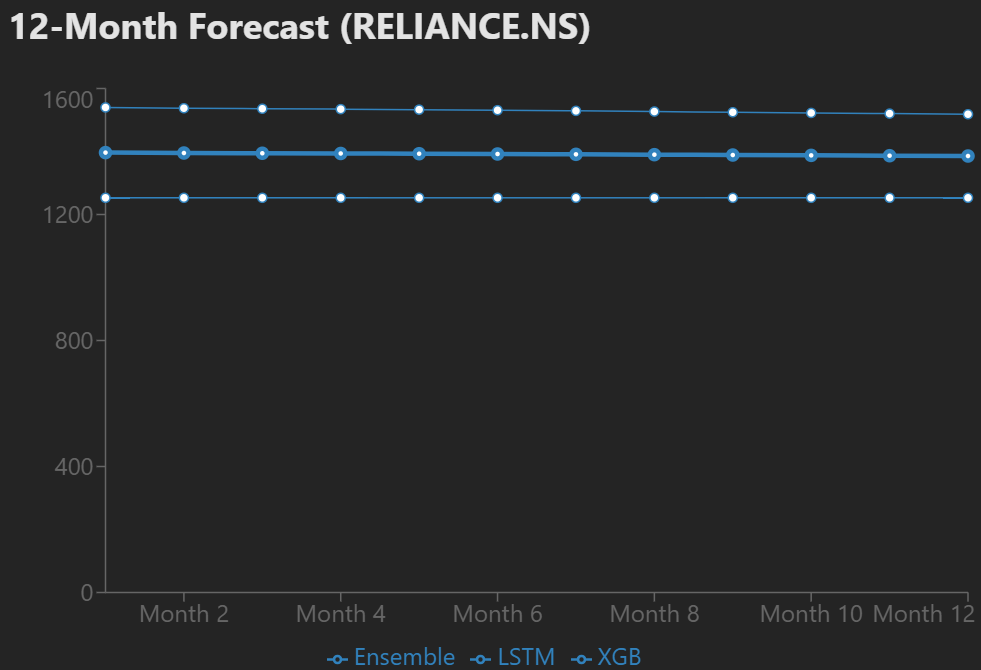 12-Month Forecast (RELIANCE.NS)
1600
1200
800
400
0
Month 2 Month 4 Month 6 Month 8 Month 10 Month 12
Ensemble LSTM XGB